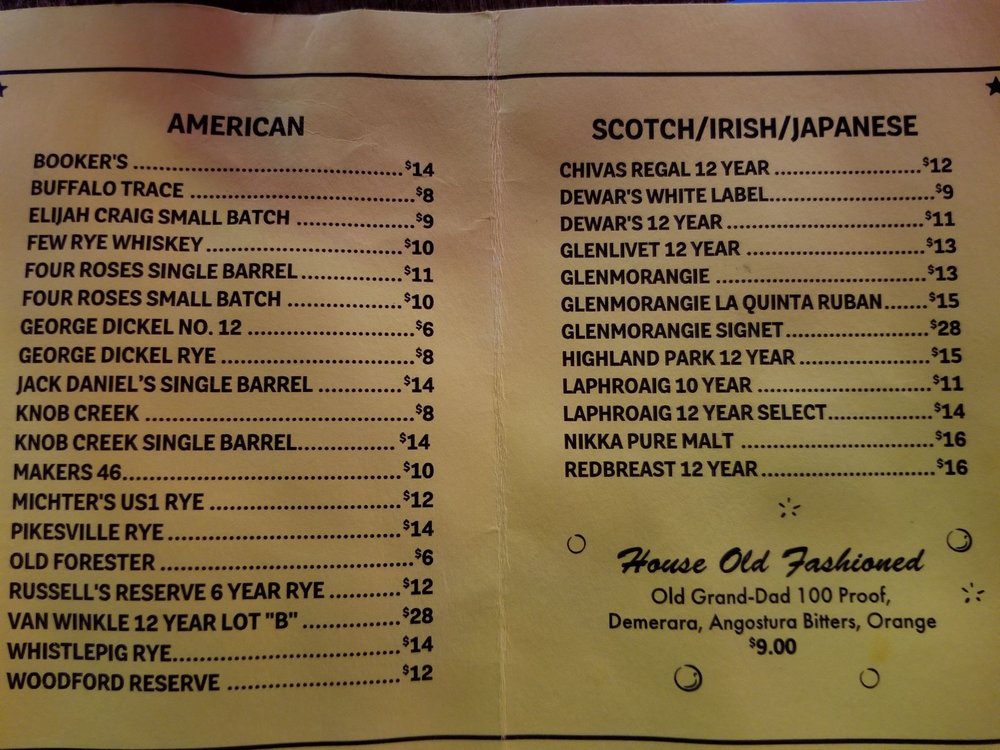 AMERICAN
BOOKER'S ........................................ $14
BUFFALO TRACE ................................. $8
ELIJAH CRAIG SMALL BATCH ................. $9
FEW RYE WHISKEY ............................. $10
FOUR ROSES SINGLE BARREL ............... $11
FOUR ROSES SMALL BATCH ................. $10
GEORGE DICKEL NO. 12 ........................ $6
GEORGE DICKEL RYE ............................ $8
JACK DANIEL'S SINGLE BARREL ............ $14
KNOB CREEK ....................................... $8
KNOB CREEK SINGLE BARREL.............. $14
MAKERS 46......................................... $10
MICHTER'S US1 RYE ............................ $12
PIKESVILLE RYE .................................. $14
OLD FORESTER .................................... $6
RUSSELL'S RESERVE 6 YEAR RYE .......... $12
VAN WINKLE 12 YEAR LOT "B" .............. $28
WHISTLEPIG RYE................................. $14
WOODFORD RESERVE ......................... $12
SCOTCH/IRISH/JAPANESE
CHIVAS REGAL 12 YEAR ..................... $12
DEWAR'S WHITE LABEL........................ $9
DEWAR'S 12 YEAR ............................. $11
GLENLIVET 12 YEAR .......................... $13
GLENMORANGIE .............................. $13
GLENMORANGIE LA QUINTA RUBAN...... $15
GLENMORANGIE SIGNET..................... $28
HIGHLAND PARK 12 YEAR ................... $15
LAPHROAIG 10 YEAR ......................... $11
LAPHROAIG 12 YEAR SELECT............... $14
NIKKA PURE MALT ............................ $16
REDBREAST 12 YEAR ......................... $16
House Old Fashioned
Old Grand-Dad 100 Proof,
Demerara, Angostura Bitters, Orange
$9.00